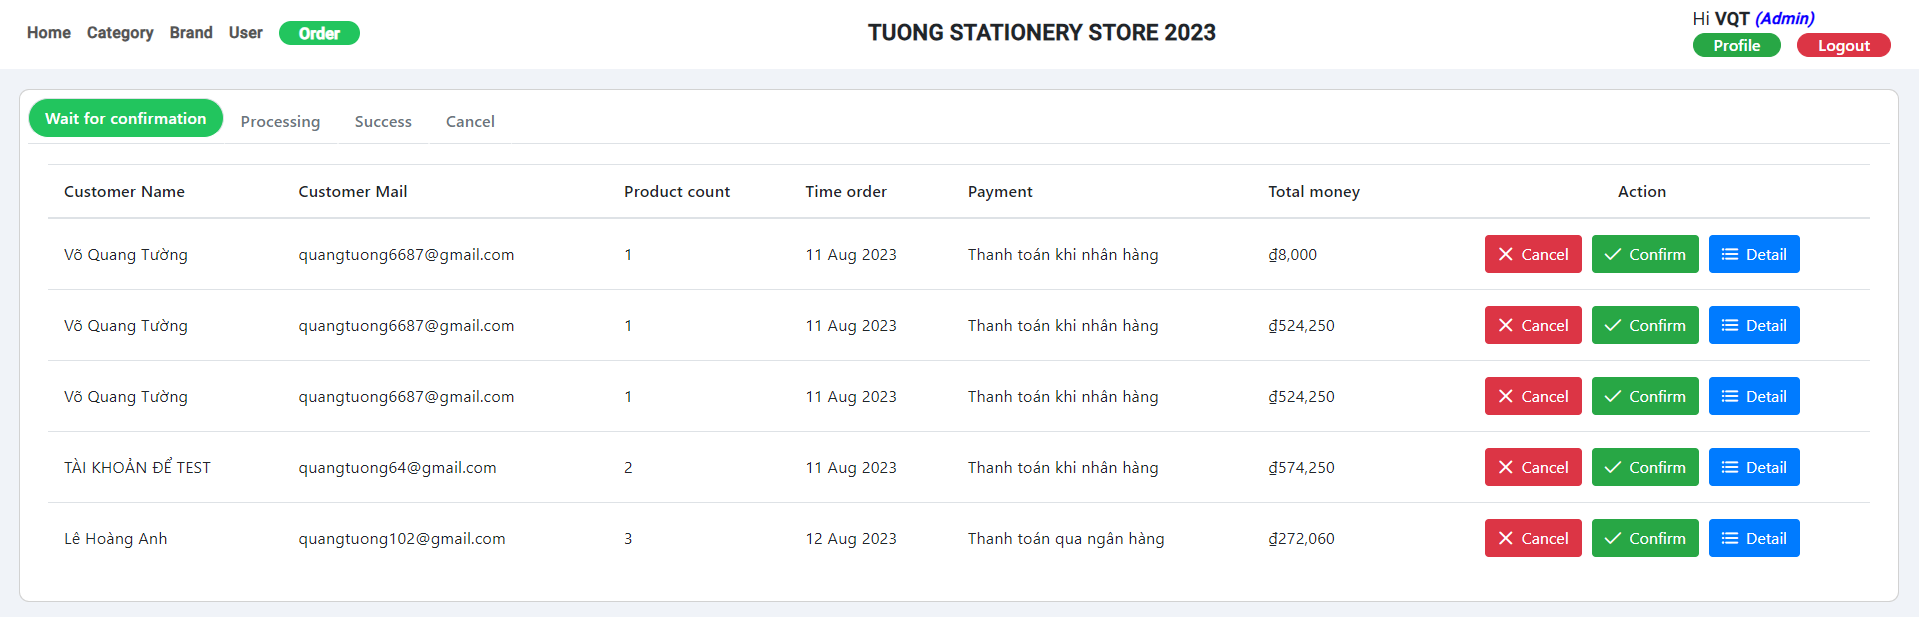 Home Category Brand User Order
TUONG STATIONERY STORE 2023
Hi VQT (Admin)
Profile Logout
Wait for confirmation Processing Success Cancel
Customer Name Customer Mail Product count Time order Payment Total money Action
Võ Quang Tường quangtuong6687@gmail.com 1 11 Aug 2023 Thanh toán khi nhân hàng ₫8,000 Cancel Confirm Detail
Võ Quang Tường quangtuong6687@gmail.com 1 11 Aug 2023 Thanh toán khi nhân hàng ₫524,250 Cancel Confirm Detail
Võ Quang Tường quangtuong6687@gmail.com 1 11 Aug 2023 Thanh toán khi nhân hàng ₫524,250 Cancel Confirm Detail
TÀI KHOẢN ĐỂ TEST quangtuong64@gmail.com 2 11 Aug 2023 Thanh toán khi nhân hàng ₫574,250 Cancel Confirm Detail
Lê Hoàng Anh quangtuong102@gmail.com 3 12 Aug 2023 Thanh toán qua ngân hàng ₫272,060 Cancel Confirm Detail